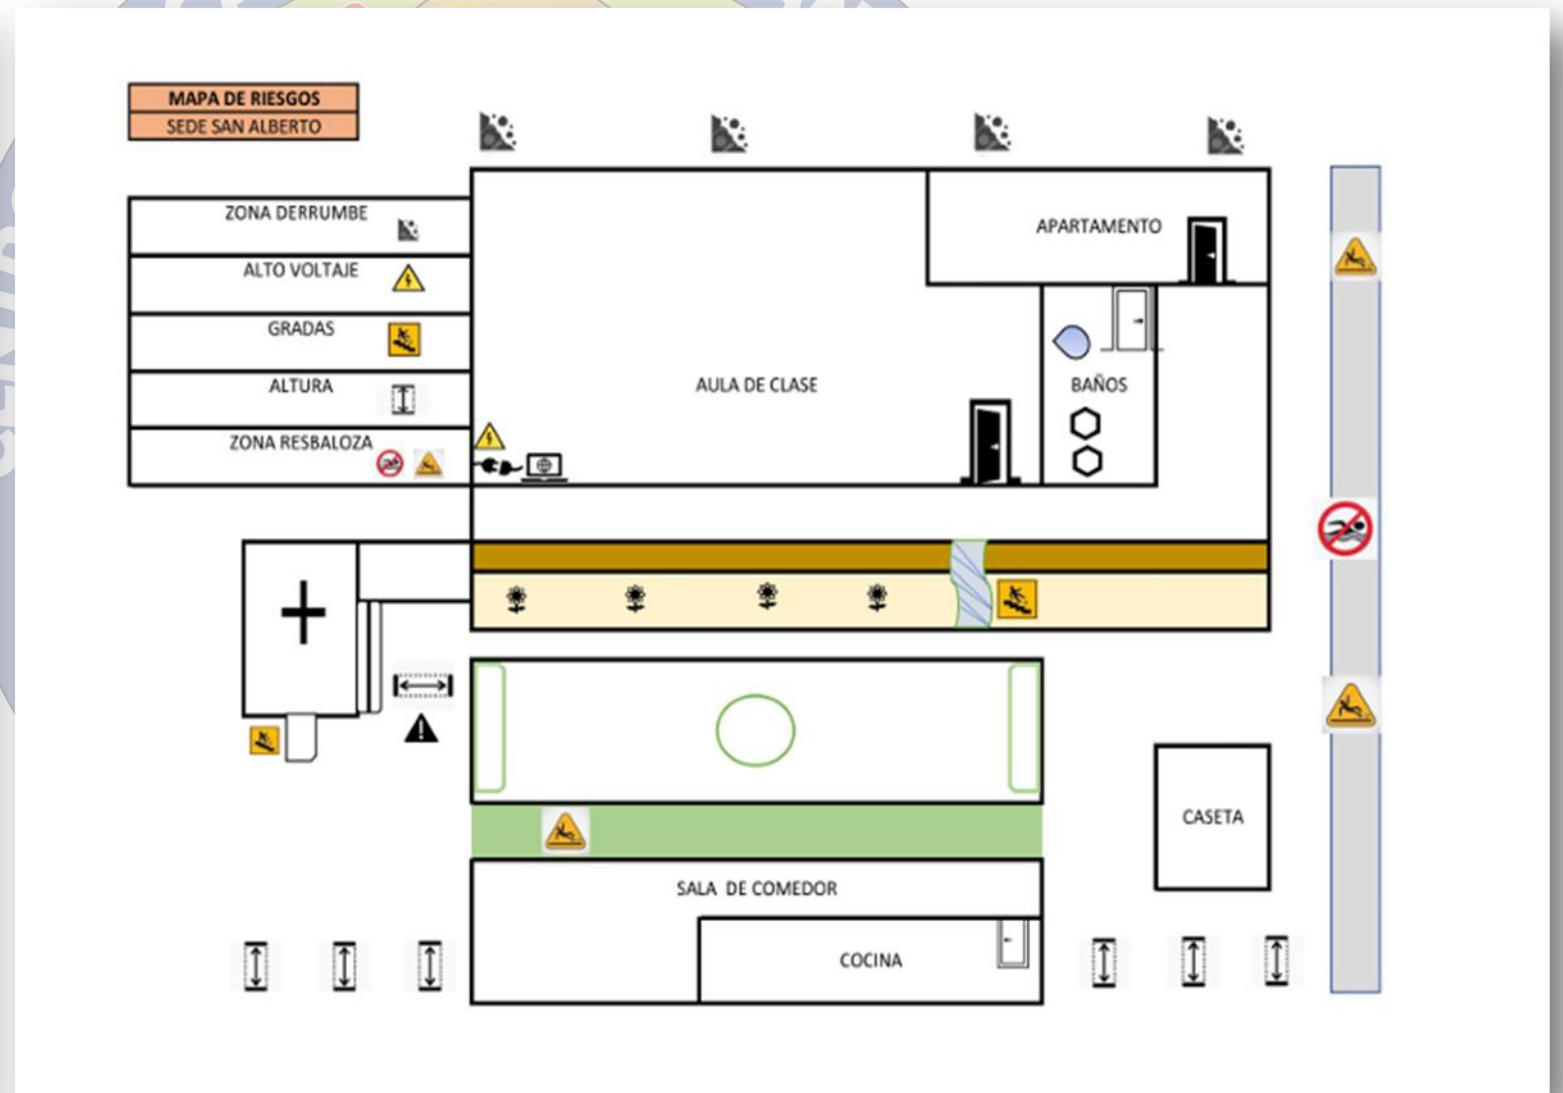 MAPA DE RIESGOS
SEDE SAN ALBERTO
ZONA DERRUMBE
ALTO VOLTAJE
GRADAS
ALTURA
ZONA RESBALOZA
APARTAMENTO
AULA DE CLASE
BAÑOS
CASETA
SALA DE COMEDOR
COCINA